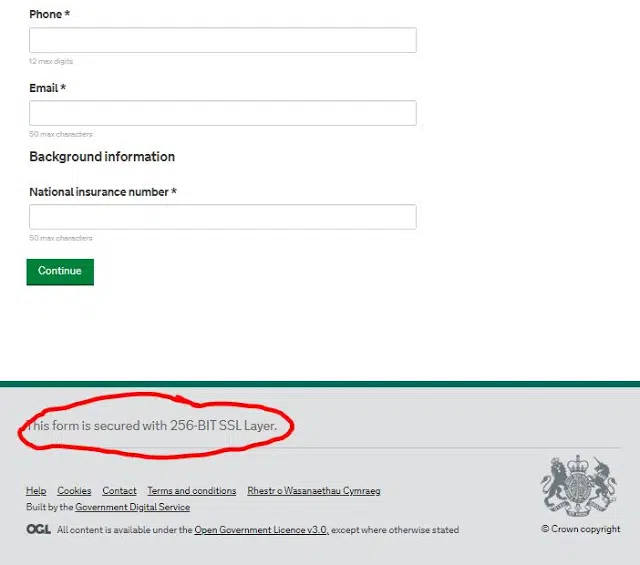 Phone *
12 max digits
Email *
50 max characters
Background information
National insurance number *
50 max characters
Continue
This form is secured with 256-BIT SSL Layer.
Help Cookies Contact Terms and conditions Rhestr o Wasanaethau Cymraeg
Built by the Government Digital Service
OGL All content is available under the Open Government Licence v3.0, except where otherwise stated
© Crown copyright